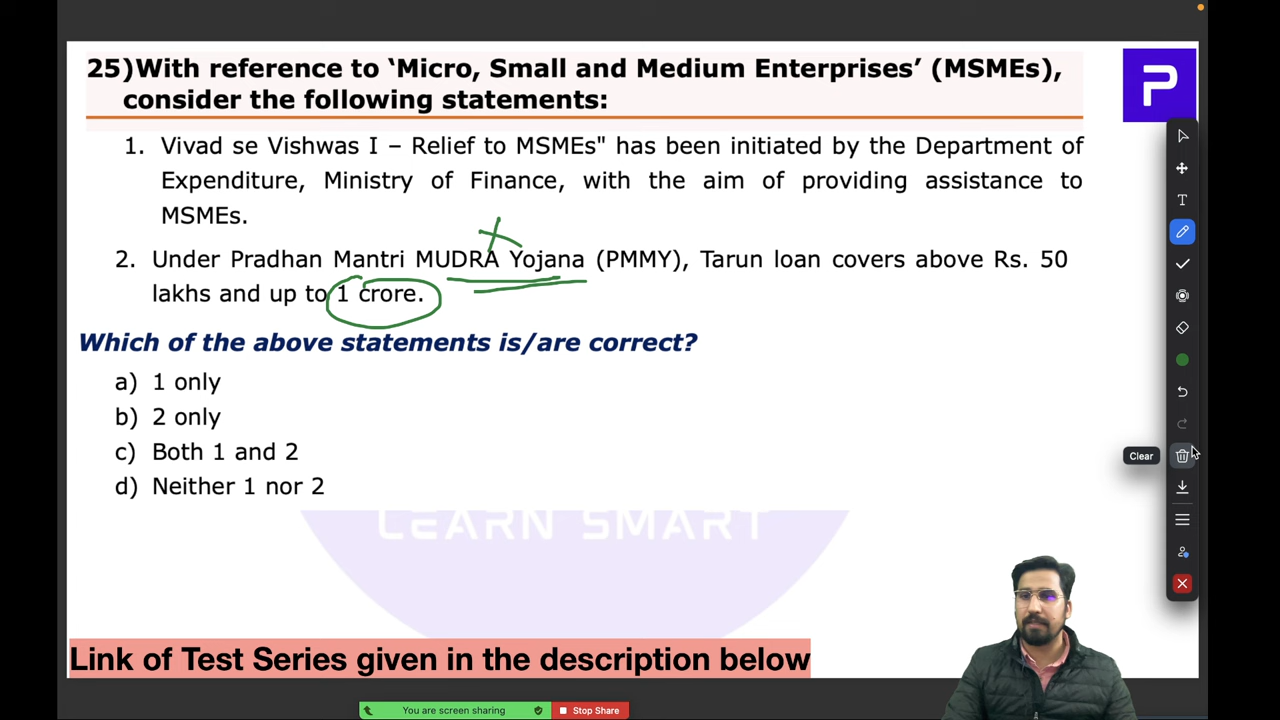 25)With reference to ‘Micro, Small and Medium Enterprises’ (MSMEs),
consider the following statements:
P
1. Vivad se Vishwas I – Relief to MSMEs" has been initiated by the Department of
Expenditure, Ministry of Finance, with the aim of providing assistance to
MSMEs.
2. Under Pradhan Mantri MUDRA Yojana (PMMY), Tarun loan covers above Rs. 50
lakhs and up to 1 crore.
Which of the above statements is/are correct?
a) 1 only
b) 2 only
c) Both 1 and 2
d) Neither 1 nor 2
Clear
LEARN SMART
Link of Test Series given in the description below
You are screen sharing
Stop Share